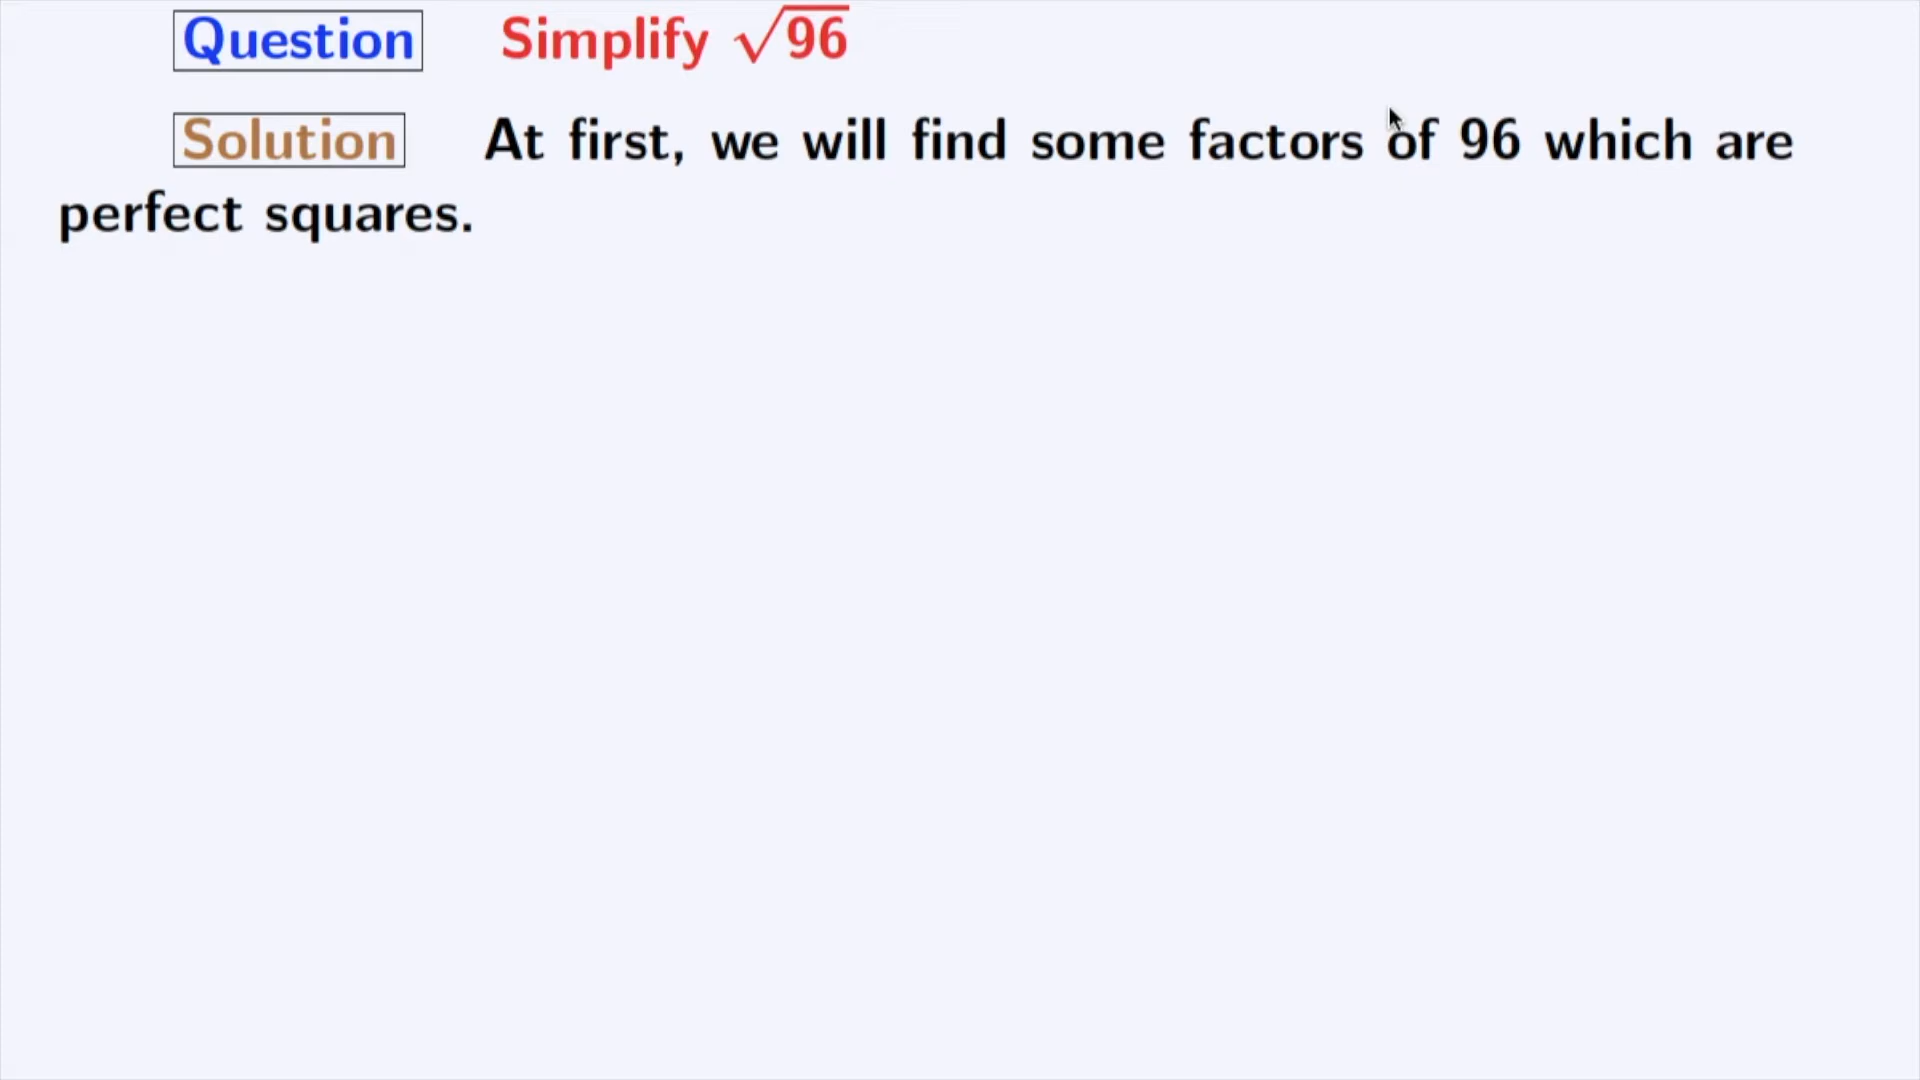 Question Simplify √96
Solution At first, we will find some factors of 96 which are
perfect squares.